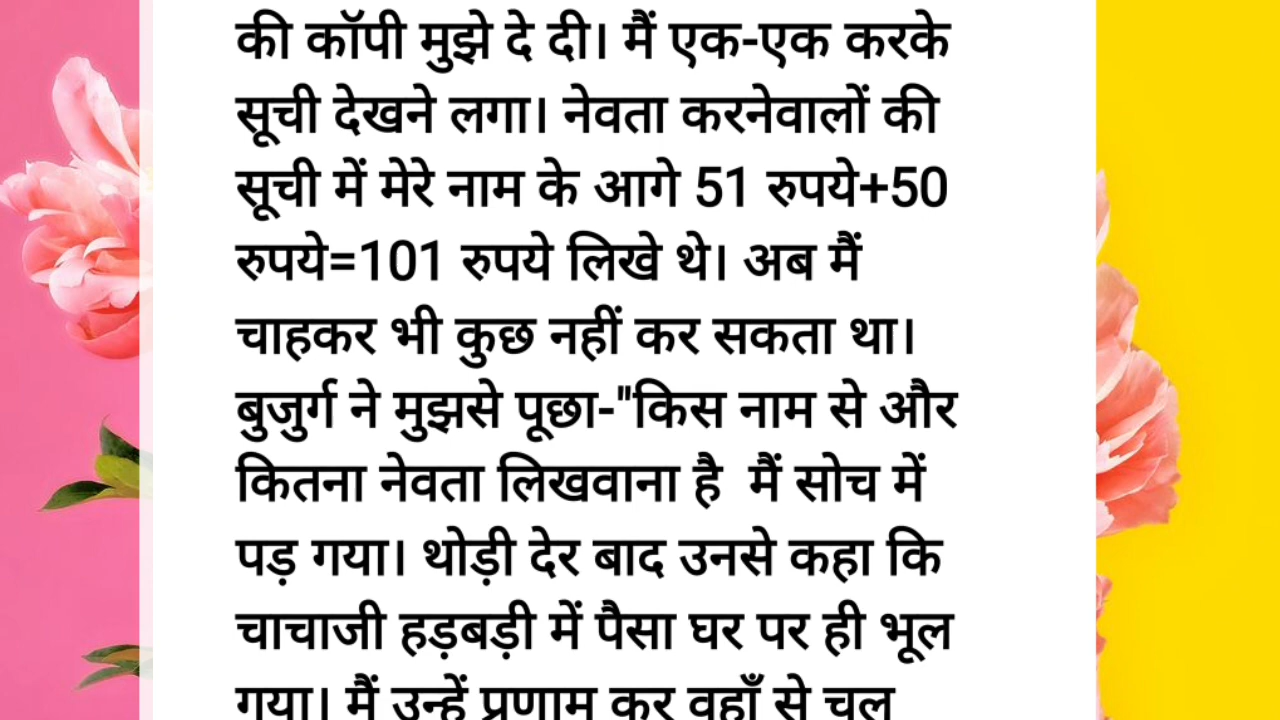 की कॉपी मुझे दे दी। मैं एक-एक करके
सूची देखने लगा। नेवता करनेवालों की
सूची में मेरे नाम के आगे 51 रुपये+50
रुपये=101 रुपये लिखे थे। अब मैं
चाहकर भी कुछ नहीं कर सकता था।
बुजुर्ग ने मुझसे पूछा-"किस नाम से और
कितना नेवता लिखवाना है  मैं सोच में
पड़ गया। थोड़ी देर बाद उनसे कहा कि
चाचाजी हड़बड़ी में पैसा घर पर ही भूल
गया। मैं उन्हें प्रणाम कर वहाँ से चल